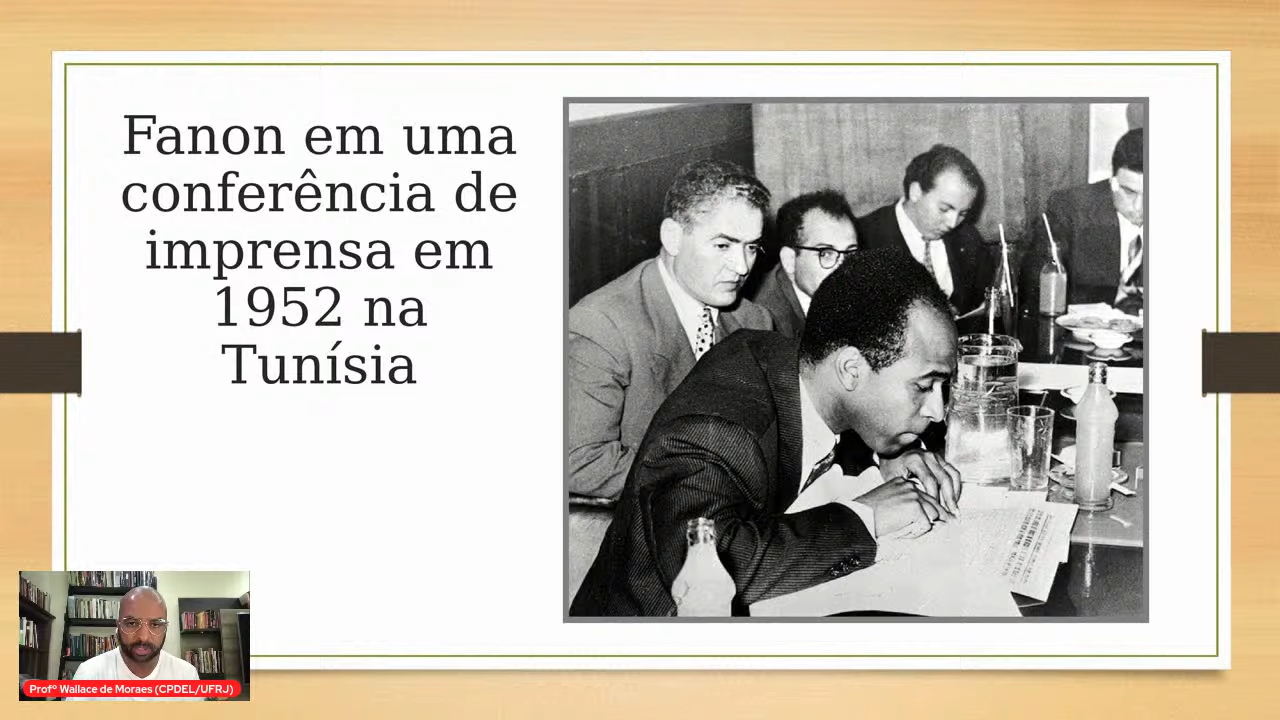 Fanon em uma
conferência de
imprensa em
1952 na
Tunísia
Profº Wallace de Moraes (CPDEL/UFRJ)